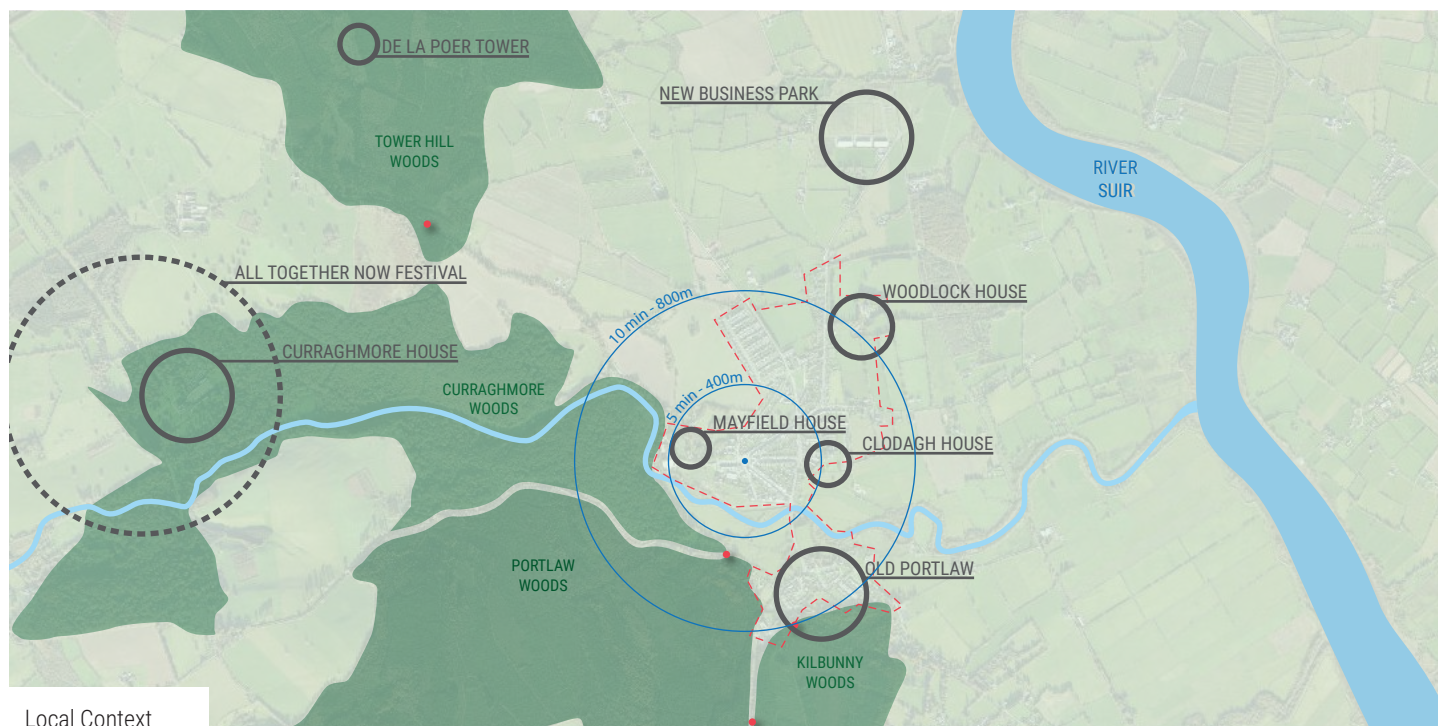 DE LA POER TOWER
NEW BUSINESS PARK
TOWER HILL
WOODS
RIVER
SUIR
ALL TOGETHER NOW FESTIVAL
WOODLOCK HOUSE
10 min - 800m
CURRAGHMORE HOUSE
5 min - 400m
CURRAGHMORE
WOODS
MAYFIELD HOUSE
CLODAGH HOUSE
PORTLAW
WOODS
OLD PORTLAW
KILBUNNY
WOODS
Local Context